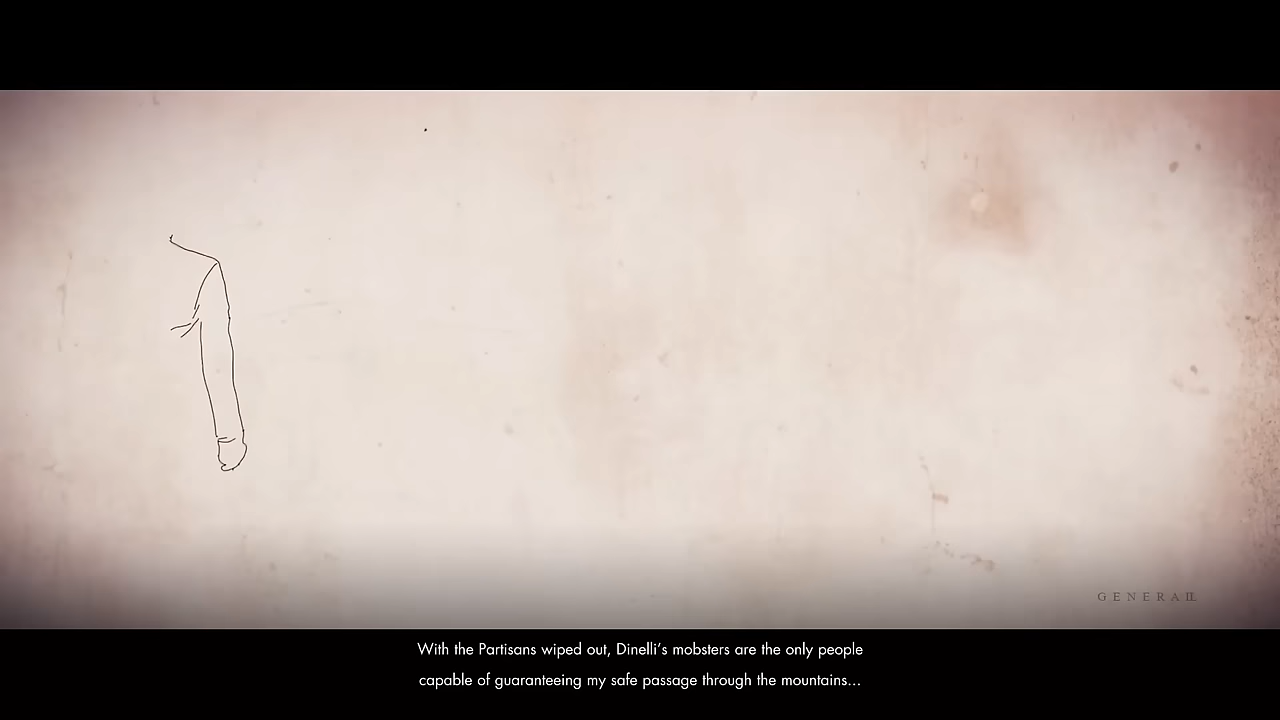 GENERAL
With the Partisans wiped out, Dinelli's mobsters are the only people
capable of guaranteeing my safe passage through the mountains...